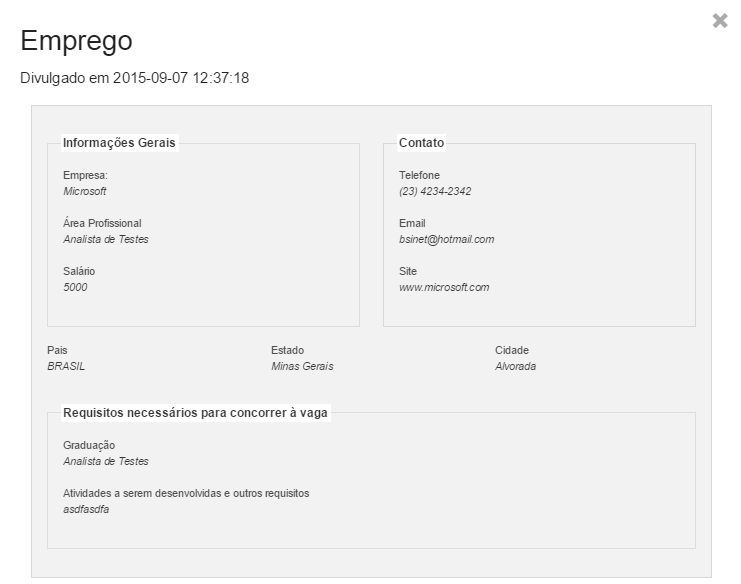 Emprego
Divulgado em 2015-09-07 12:37:18
Informações Gerais
Empresa:
Microsoft
Área Profissional
Analista de Testes
Salário
5000
Contato
Telefone
(23) 4234-2342
Email
bsinet@hotmail.com
Site
www.microsoft.com
Pais
BRASIL
Estado
Minas Gerais
Cidade
Alvorada
Requisitos necessários para concorrer à vaga
Graduação
Analista de Testes
Atividades a serem desenvolvidas e outros requisitos
asdfasdfa